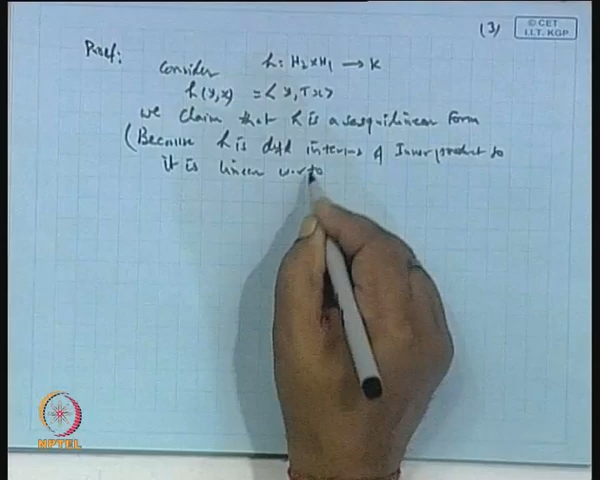 (3)
© CET
I.I.T. KGP
Proof:
Consider h: H₂×H₁ → K
h(y,x) = < y, Tx >
we claim that h is a sesquilinear form
(Because h is dfd in terms of Inner product so
it is linear w.r. to
NPTEL